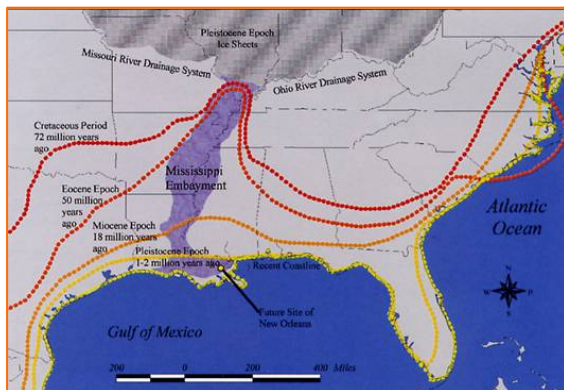 Pleistocene Epoch
Ice Sheets
Missouri River Drainage System
Ohio River Drainage System
Cretaceous Period
72 million years
ago
Mississippi
Embayment
Eocene Epoch
50 million
years
ago
Miocene Epoch
18 million years
ago
Pleistocene Epoch
1-2 million years ago
Recent Coastline
Atlantic
Ocean
N
W
S
Future Site of
New Orleans
Gulf of Mexico
200 0 200 400 Miles